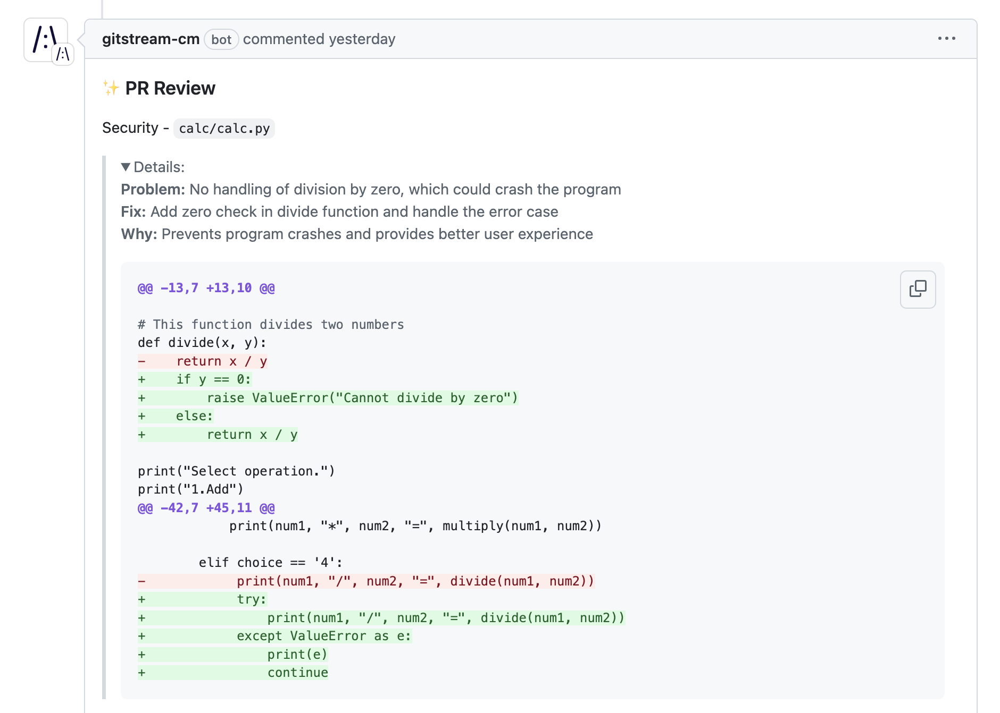 /:\
/:\
gitstream-cm bot commented yesterday
✨ PR Review
Security - calc/calc.py
▼ Details:
Problem: No handling of division by zero, which could crash the program
Fix: Add zero check in divide function and handle the error case
Why: Prevents program crashes and provides better user experience
@@ -13,7 +13,10 @@
# This function divides two numbers
def divide(x, y):
-    return x / y
+    if y == 0:
+        raise ValueError("Cannot divide by zero")
+    else:
+        return x / y
print("Select operation.")
print("1.Add")
@@ -42,7 +45,11 @@
            print(num1, "*", num2, "=", multiply(num1, num2))
        elif choice == '4':
-            print(num1, "/", num2, "=", divide(num1, num2))
+            try:
+                print(num1, "/", num2, "=", divide(num1, num2))
+            except ValueError as e:
+                print(e)
+                continue